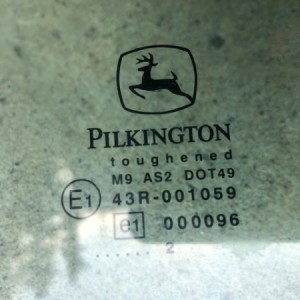 PILKINGTON
toughened
M9 AS2 DOT49
E1 43R-001059
e1 000096
...... 2